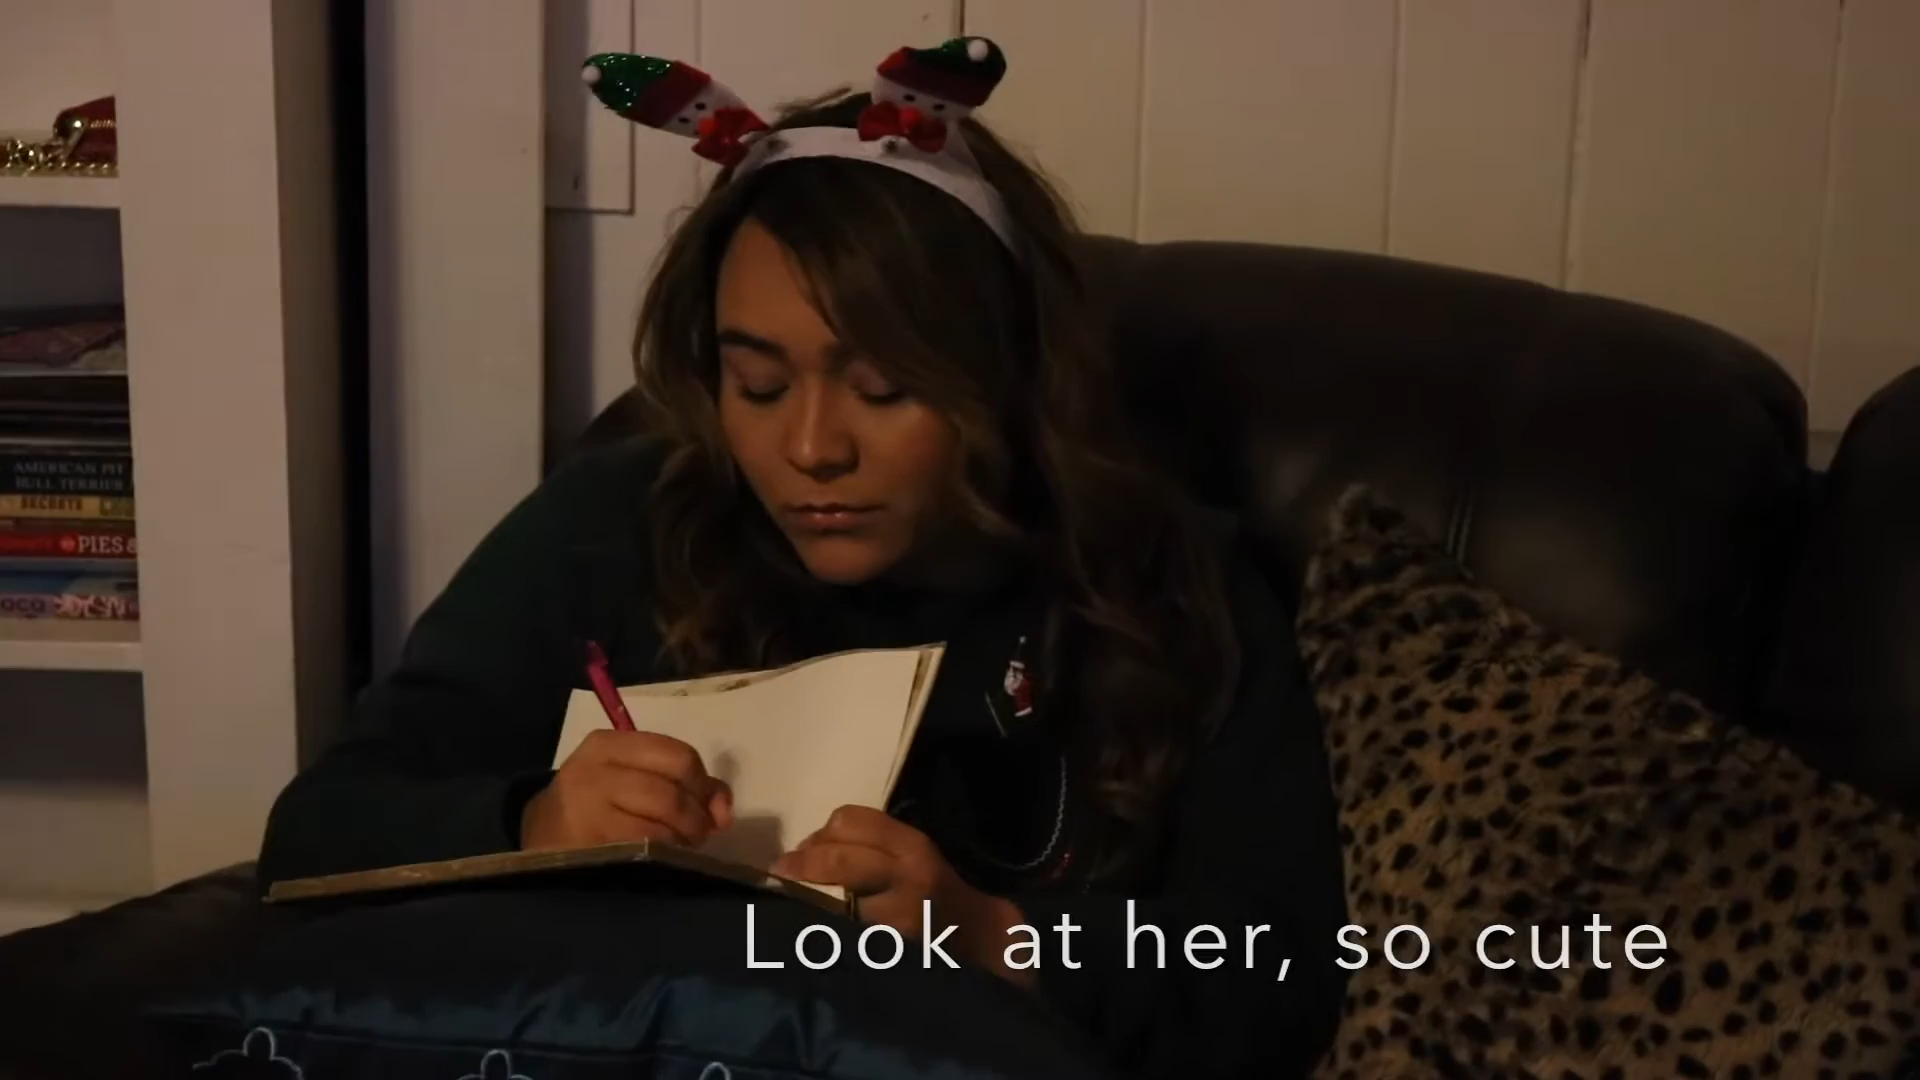 AMERICAN PIT
BULL TERRIER
SECRETS
PIES &
Look at her, so cute